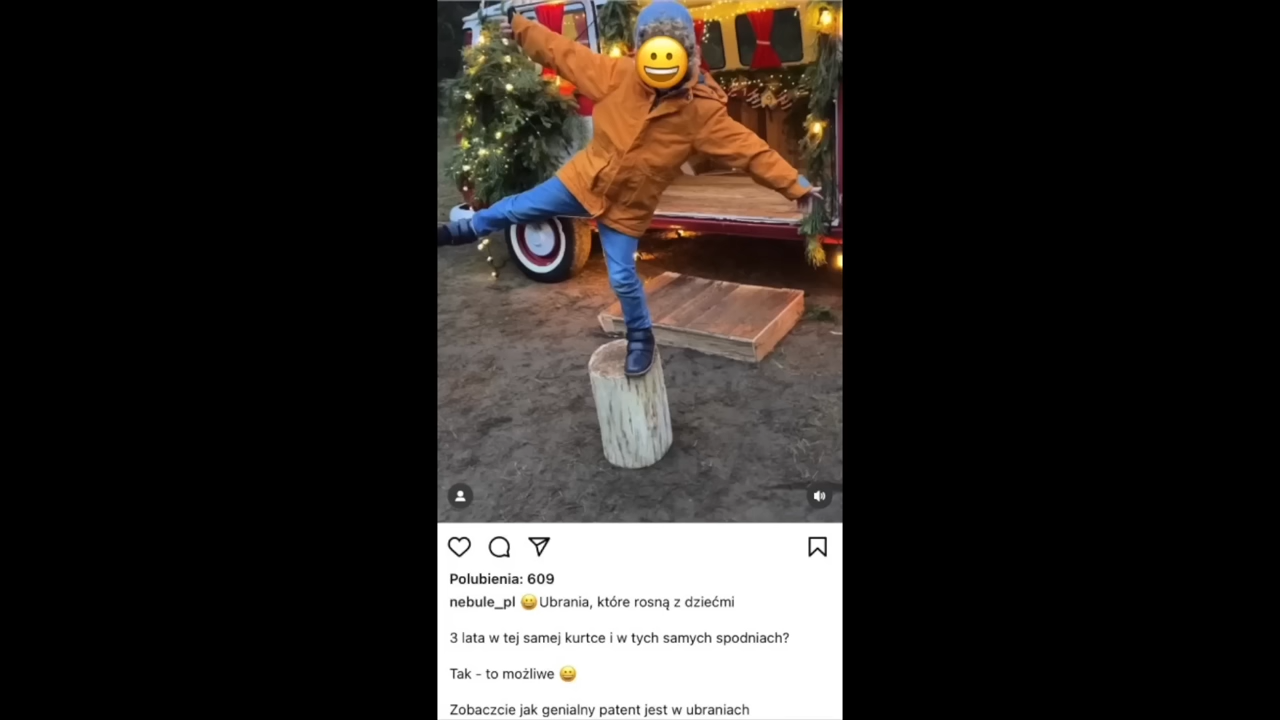 Polubienia: 609
nebule_pl 😀 Ubrania, które rosną z dziećmi
3 lata w tej samej kurtce i w tych samych spodniach?
Tak - to możliwe 😀
Zobaczcie jak genialny patent jest w ubraniach